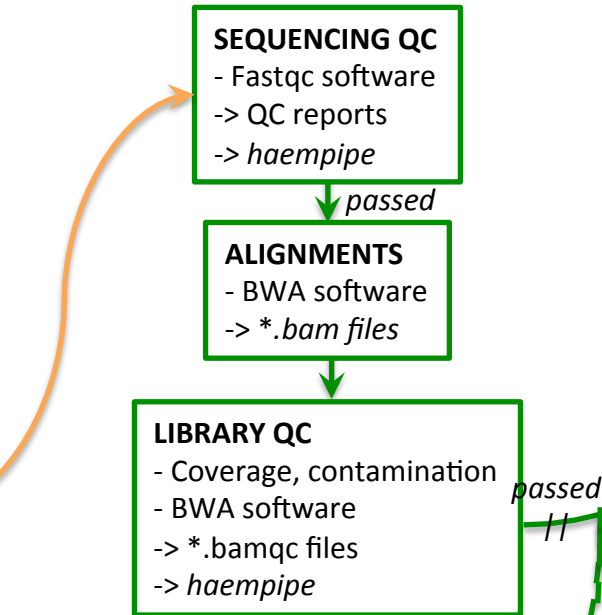 SEQUENCING QC
- Fastqc software
-> QC reports
-> haempipe
passed
ALIGNMENTS
- BWA software
-> *.bam files
LIBRARY QC
- Coverage, contamination
- BWA software
-> *.bamqc files
-> haempipe
passed
//